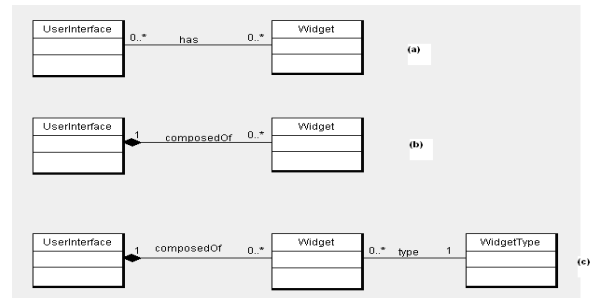 UserInterface 0..* has 0..* Widget (a)
UserInterface 1 composedOf 0..* Widget (b)
UserInterface 1 composedOf 0..* Widget 0..* type 1 WidgetType (c)